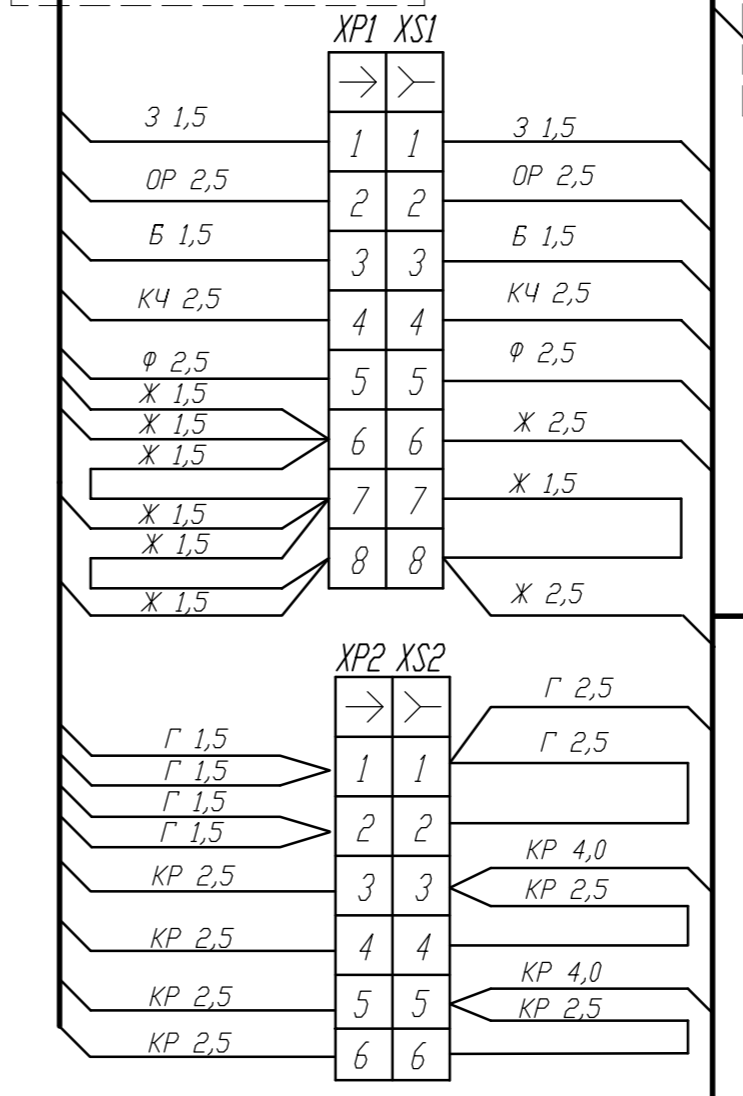 XP1 XS1
З 1,5 1 1 З 1,5
ОР 2,5 2 2 ОР 2,5
Б 1,5 3 3 Б 1,5
КЧ 2,5 4 4 КЧ 2,5
Ф 2,5 5 5 Ф 2,5
Ж 1,5
Ж 1,5 6 6 Ж 2,5
Ж 1,5
7 7 Ж 1,5
Ж 1,5
Ж 1,5 8 8
Ж 1,5 Ж 2,5
XP2 XS2
Г 2,5
Г 1,5 1 1 Г 2,5
Г 1,5
Г 1,5 2 2
Г 1,5
КР 4,0
КР 2,5 3 3 КР 2,5
КР 2,5 4 4
КР 4,0
КР 2,5 5 5 КР 2,5
КР 2,5 6 6